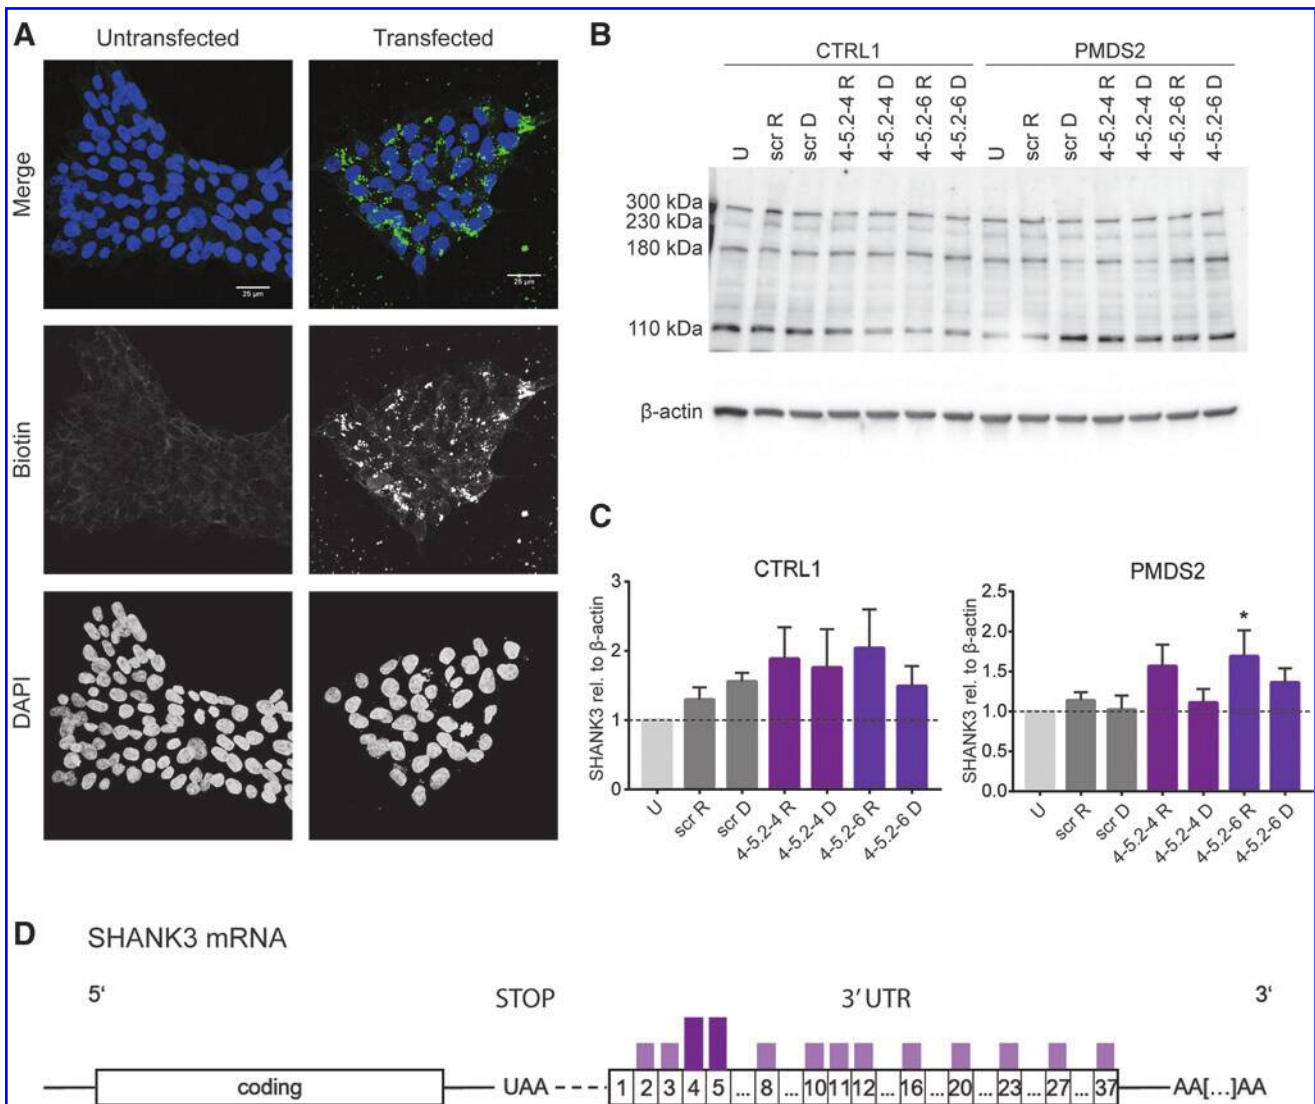 A
Untransfected
Transfected
Merge
25 µm
25 µm
Biotin
DAPI
B
CTRL1
PMDS2
U
scr R
scr D
4-5.2-4 R
4-5.2-4 D
4-5.2-6 R
4-5.2-6 D
U
scr R
scr D
4-5.2-4 R
4-5.2-4 D
4-5.2-6 R
4-5.2-6 D
300 kDa
230 kDa
180 kDa
110 kDa
β-actin
C
CTRL1
SHANK3 rel. to β-actin
3
2
1
0
U
scr R
scr D
4-5.2-4 R
4-5.2-4 D
4-5.2-6 R
4-5.2-6 D
PMDS2
SHANK3 rel. to β-actin
2.5
2.0
1.5
1.0
0.5
0.0
*
U
scr R
scr D
4-5.2-4 R
4-5.2-4 D
4-5.2-6 R
4-5.2-6 D
D
SHANK3 mRNA
5‘ STOP 3’ UTR 3‘
coding UAA 1 2 3 4 5 ... 8 ... 10 11 12 ... 16 ... 20 ... 23 ... 27 ... 37 AA[...]AA